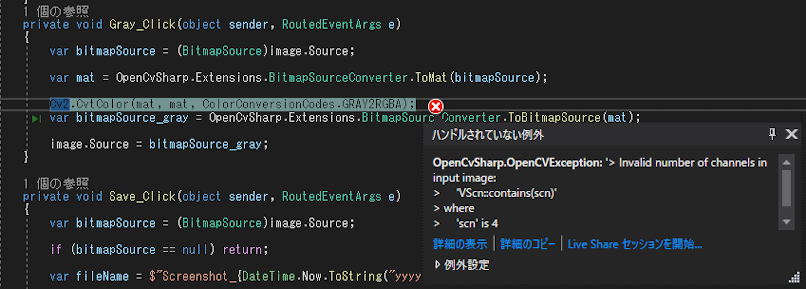 1 個の参照
private void Gray_Click(object sender, RoutedEventArgs e)
{
var bitmapSource = (BitmapSource)image.Source;
var mat = OpenCvSharp.Extensions.BitmapSourceConverter.ToMat(bitmapSource);
Cv2.CvtColor(mat, mat, ColorConversionCodes.GRAY2RGBA);
var bitmapSource_gray = OpenCvSharp.Extensions.BitmapSourceConverter.ToBitmapSource(mat);
image.Source = bitmapSource_gray;
}
1 個の参照
private void Save_Click(object sender, RoutedEventArgs e)
{
var bitmapSource = (BitmapSource)image.Source;
if (bitmapSource == null) return;
var fileName = $"Screenshot_{DateTime.Now.ToString("yyyy
ハンドルされていない例外
OpenCvSharp.OpenCVException: '> Invalid number of channels in
input image:
> 'VScn::contains(scn)'
> where
> 'scn' is 4
詳細の表示 | 詳細のコピー | Live Share セッションを開始...
例外設定